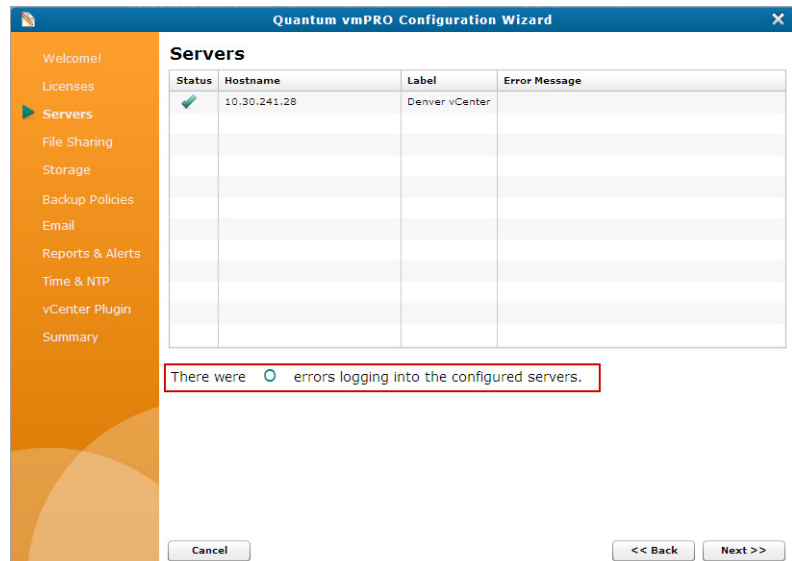 Quantum vmPRO Configuration Wizard
Welcome!
Licenses
Servers
File Sharing
Storage
Backup Policies
Email
Reports & Alerts
Time & NTP
vCenter Plugin
Summary
Servers
Status Hostname Label Error Message
10.30.241.28 Denver vCenter
There were 0 errors logging into the configured servers.
Cancel << Back Next >>